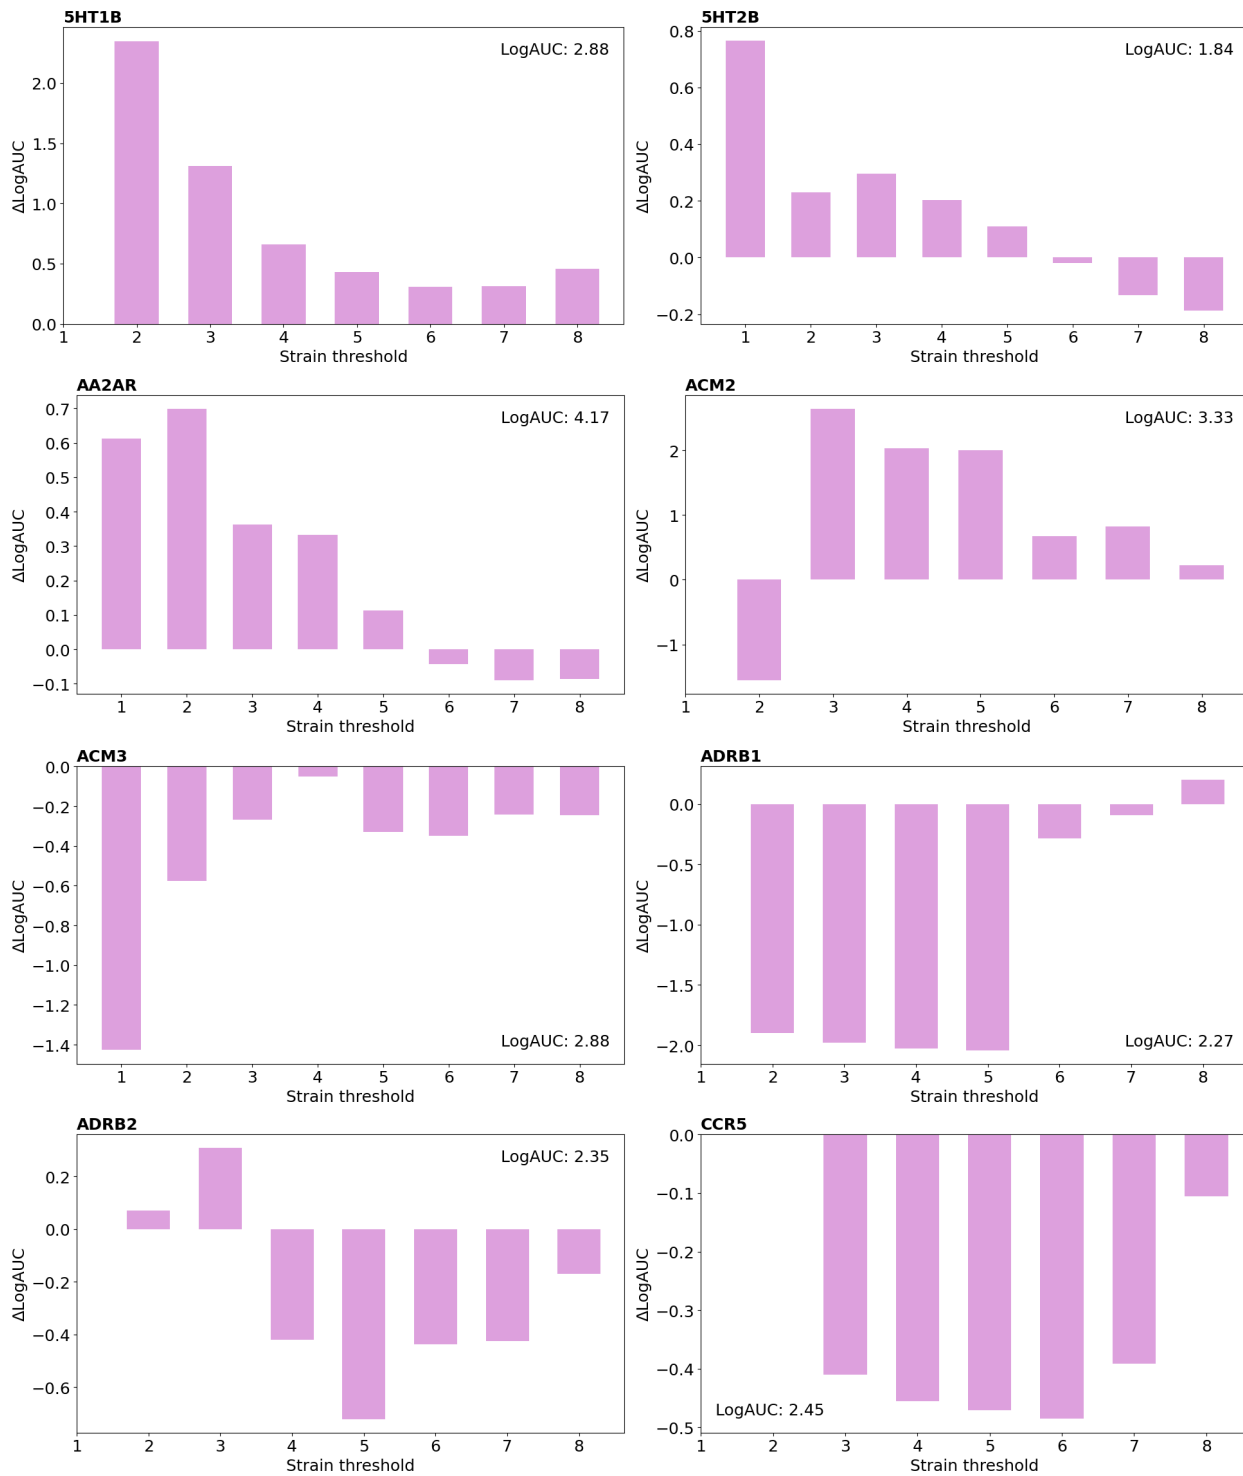 5HT1B
LogAUC: 2.88
ΔLogAUC
2.0
1.5
1.0
0.5
0.0
1 2 3 4 5 6 7 8
Strain threshold
5HT2B
LogAUC: 1.84
ΔLogAUC
0.8
0.6
0.4
0.2
0.0
−0.2
1 2 3 4 5 6 7 8
Strain threshold
AA2AR
LogAUC: 4.17
ΔLogAUC
0.7
0.6
0.5
0.4
0.3
0.2
0.1
0.0
−0.1
1 2 3 4 5 6 7 8
Strain threshold
ACM2
LogAUC: 3.33
ΔLogAUC
2
1
0
−1
1 2 3 4 5 6 7 8
Strain threshold
ACM3
ΔLogAUC
0.0
−0.2
−0.4
−0.6
−0.8
−1.0
−1.2
−1.4
LogAUC: 2.88
1 2 3 4 5 6 7 8
Strain threshold
ADRB1
ΔLogAUC
0.0
−0.5
−1.0
−1.5
−2.0
LogAUC: 2.27
1 2 3 4 5 6 7 8
Strain threshold
ADRB2
LogAUC: 2.35
ΔLogAUC
0.2
0.0
−0.2
−0.4
−0.6
1 2 3 4 5 6 7 8
Strain threshold
CCR5
ΔLogAUC
0.0
−0.1
−0.2
−0.3
−0.4
−0.5
LogAUC: 2.45
1 2 3 4 5 6 7 8
Strain threshold